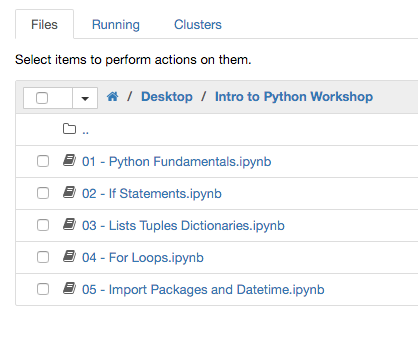 Files Running Clusters
Select items to perform actions on them.
/ Desktop / Intro to Python Workshop
..
01 - Python Fundamentals.ipynb
02 - If Statements.ipynb
03 - Lists Tuples Dictionaries.ipynb
04 - For Loops.ipynb
05 - Import Packages and Datetime.ipynb